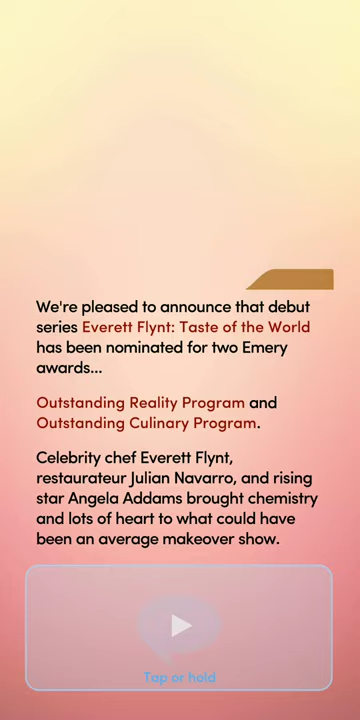 We're pleased to announce that debut
series Everett Flynt: Taste of the World
has been nominated for two Emery
awards...
Outstanding Reality Program and
Outstanding Culinary Program.
Celebrity chef Everett Flynt,
restaurateur Julian Navarro, and rising
star Angela Addams brought chemistry
and lots of heart to what could have
been an average makeover show.
Tap or hold